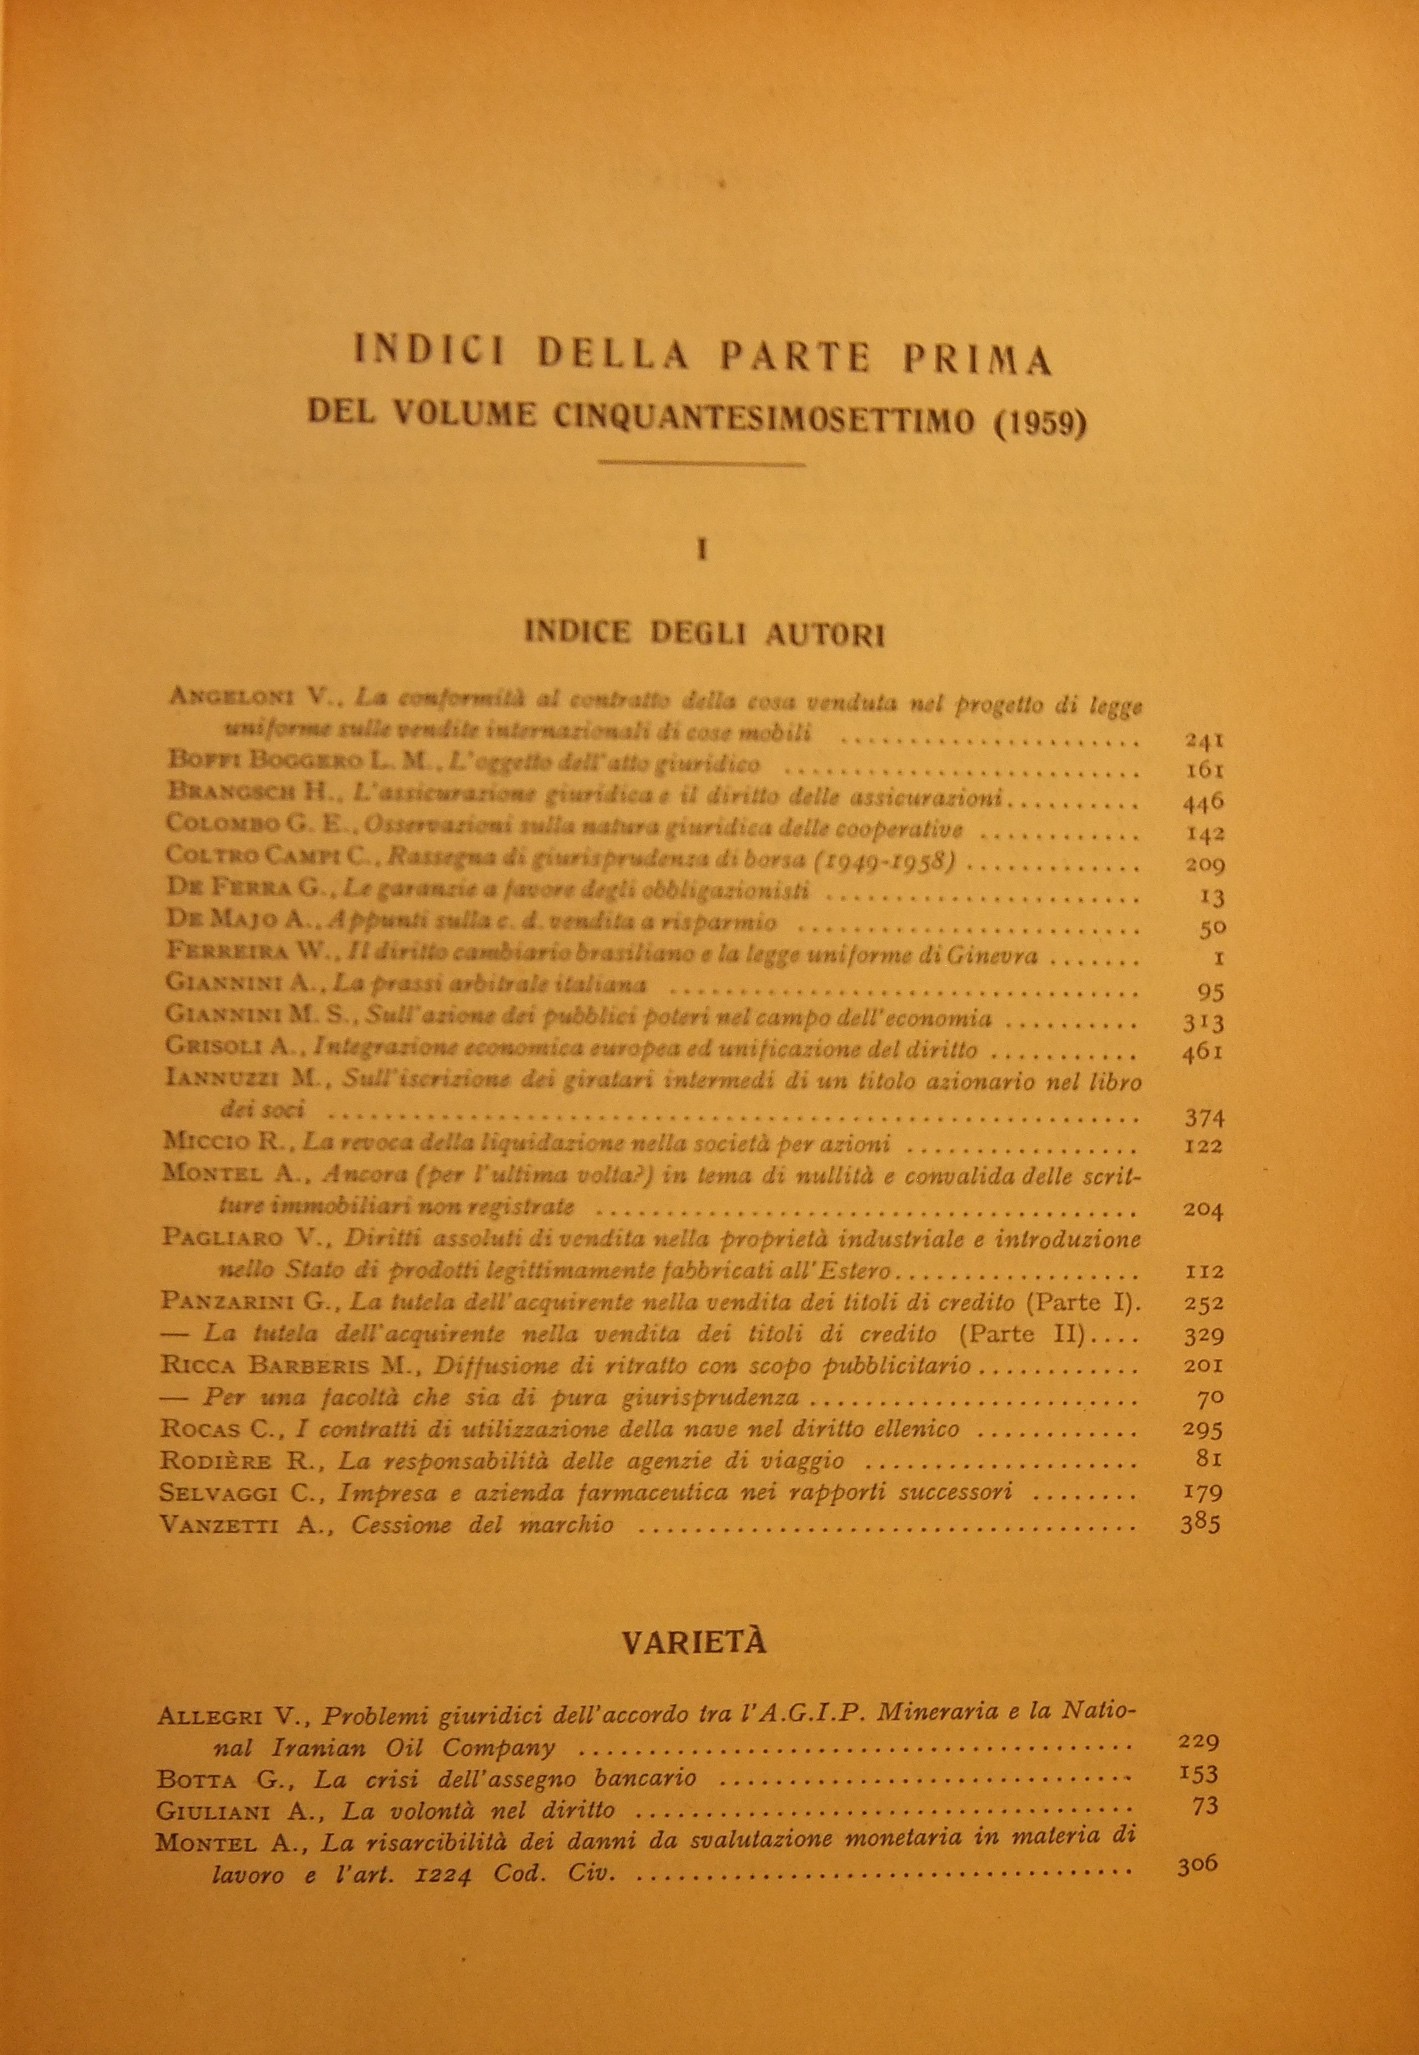 INDICI DELLA PARTE PRIMA
DEL VOLUME CINQUANTESIMOSETTIMO (1959)
I
INDICE DEGLI AUTORI
ANGELONI V., La conformità al contratto della cosa venduta nel progetto di legge
uniforme sulle vendite internazionali di cose mobili ..................... 241
BOFFI BOGGERO L. M., L'oggetto dell'atto giuridico ......................... 161
BRANGSCH H., L'assicurazione giuridica e il diritto delle assicurazioni.......... 446
COLOMBO G. E., Osservazioni sulla natura giuridica delle cooperative ............ 142
COLTRO CAMPI C., Rassegna di giurisprudenza di borsa (1949-1958) ............. 209
DE FERRA G., Le garanzie a favore degli obbligazionisti ....................... 13
DE MAJO A., Appunti sulla c. d. vendita a risparmio ......................... 50
FERREIRA W., Il diritto cambiario brasiliano e la legge uniforme di Ginevra ....... 1
GIANNINI A., La prassi arbitrale italiana .................................. 95
GIANNINI M. S., Sull'azione dei pubblici poteri nel campo dell'economia .......... 313
GRISOLI A., Integrazione economica europea ed unificazione del diritto ........... 461
IANNUZZI M., Sull'iscrizione dei giratari intermedi di un titolo azionario nel libro
dei soci ........................................................... 374
MICCIO R., La revoca della liquidazione nella società per azioni ................. 122
MONTEL A., Ancora (per l'ultima volta?) in tema di nullità e convalida delle scrit-
ture immobiliari non registrate ....................................... 204
PAGLIARO V., Diritti assoluti di vendita nella proprietà industriale e introduzione
nello Stato di prodotti legittimamente fabbricati all'Estero.................. 112
PANZARINI G., La tutela dell'acquirente nella vendita dei titoli di credito (Parte I). 252
— La tutela dell'acquirente nella vendita dei titoli di credito (Parte II).... 329
RICCA BARBERIS M., Diffusione di ritratto con scopo pubblicitario............ 201
— Per una facoltà che sia di pura giurisprudenza ........................ 70
ROCAS C., I contratti di utilizzazione della nave nel diritto ellenico ............ 295
RODIÈRE R., La responsabilità delle agenzie di viaggio .................... 81
SELVAGGI C., Impresa e azienda farmaceutica nei rapporti successori ........ 179
VANZETTI A., Cessione del marchio .................................... 385
VARIETÀ
ALLEGRI V., Problemi giuridici dell'accordo tra l'A.G.I.P. Mineraria e la Natio-
nal Iranian Oil Company ........................................ 229
BOTTA G., La crisi dell'assegno bancario .............................. 153
GIULIANI A., La volontà nel diritto .................................... 73
MONTEL A., La risarcibilità dei danni da svalutazione monetaria in materia di
lavoro e l'art. 1224 Cod. Civ. .................................... 306